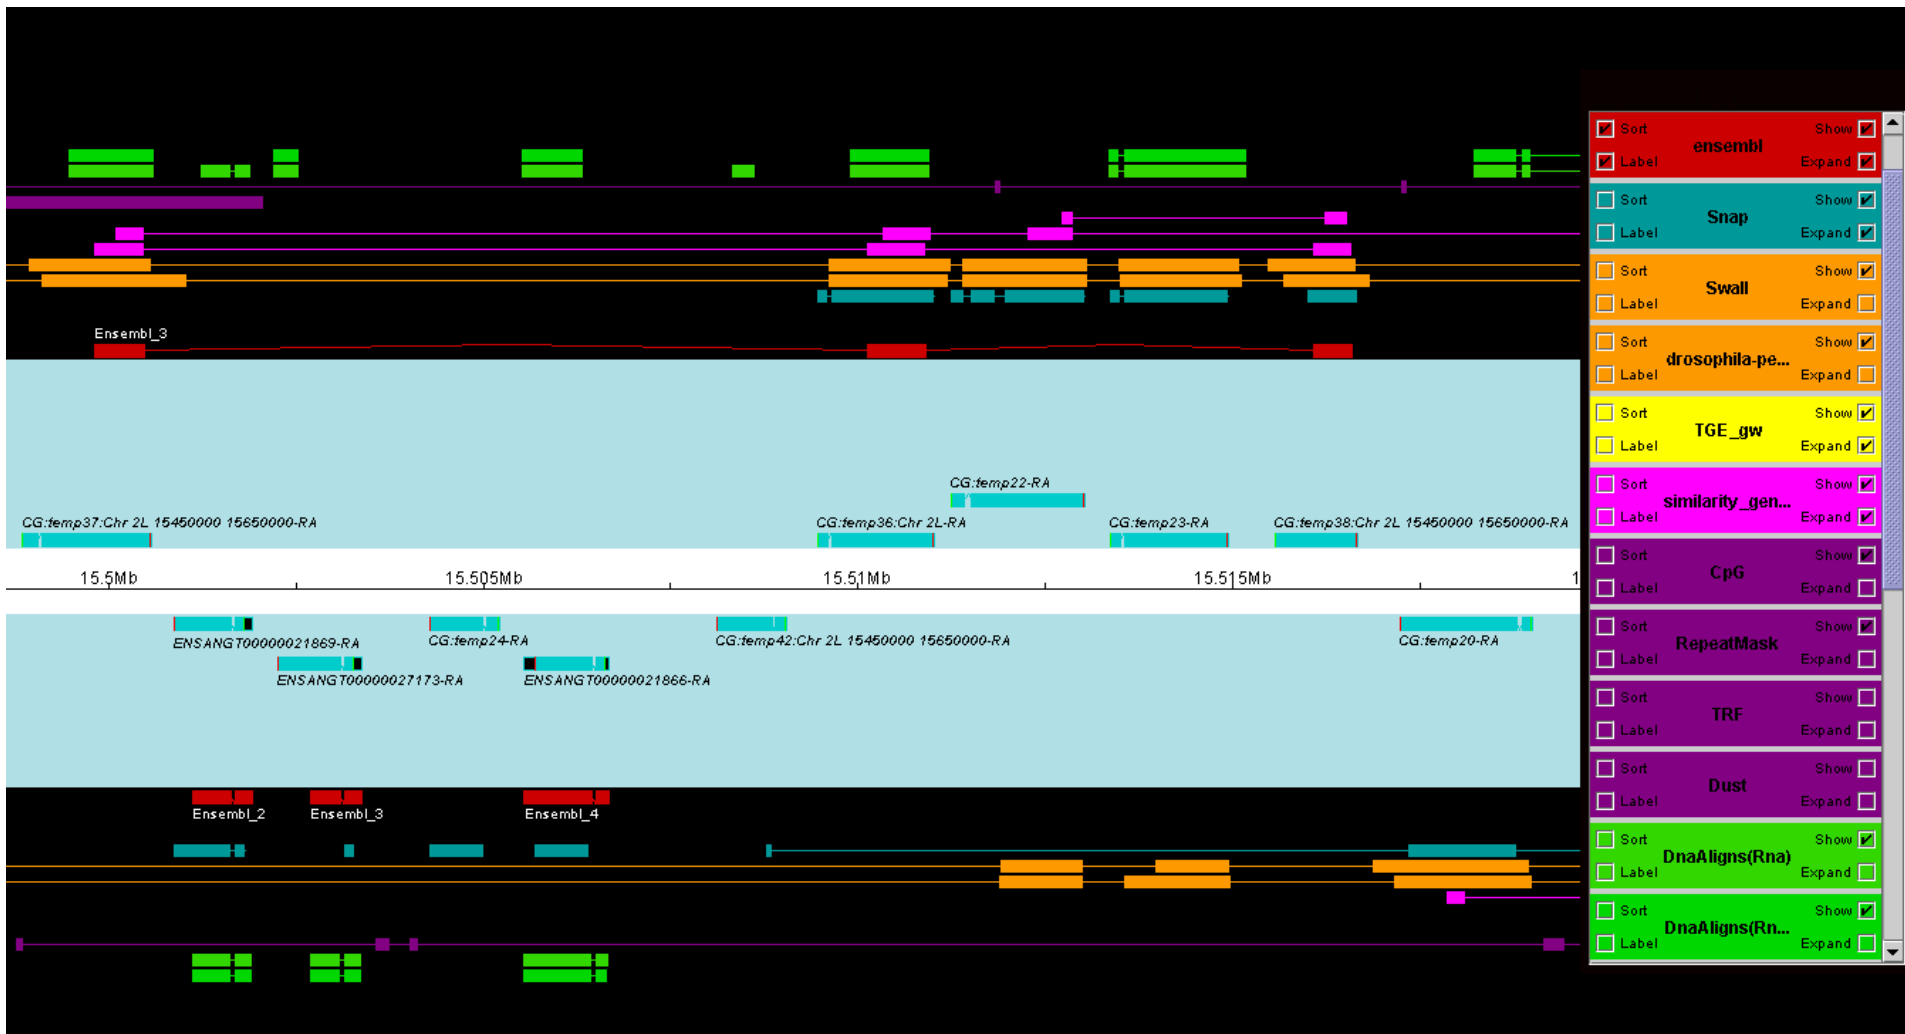 Ensembl_3
CG:temp22-RA
CG:temp37:Chr 2L 15450000 15650000-RA
CG:temp36:Chr 2L-RA
CG:temp23-RA
CG:temp38:Chr 2L 15450000 15650000-RA
15.5Mb 15.505Mb 15.51Mb 15.515Mb 1
ENSANGT00000021869-RA
CG:temp24-RA
CG:temp42:Chr 2L 15450000 15650000-RA
CG:temp20-RA
ENSANGT00000027173-RA
ENSANGT00000021866-RA
Ensembl_2 Ensembl_3 Ensembl_4
Sort Show
ensembl
Label Expand
Sort Show
Snap
Label Expand
Sort Show
Swall
Label Expand
Sort Show
drosophila-pe...
Label Expand
Sort Show
TGE_gw
Label Expand
Sort Show
similarity_gen...
Label Expand
Sort Show
CpG
Label Expand
Sort Show
RepeatMask
Label Expand
Sort Show
TRF
Label Expand
Sort Show
Dust
Label Expand
Sort Show
DnaAligns(Rna)
Label Expand
Sort Show
DnaAligns(Rn...
Label Expand